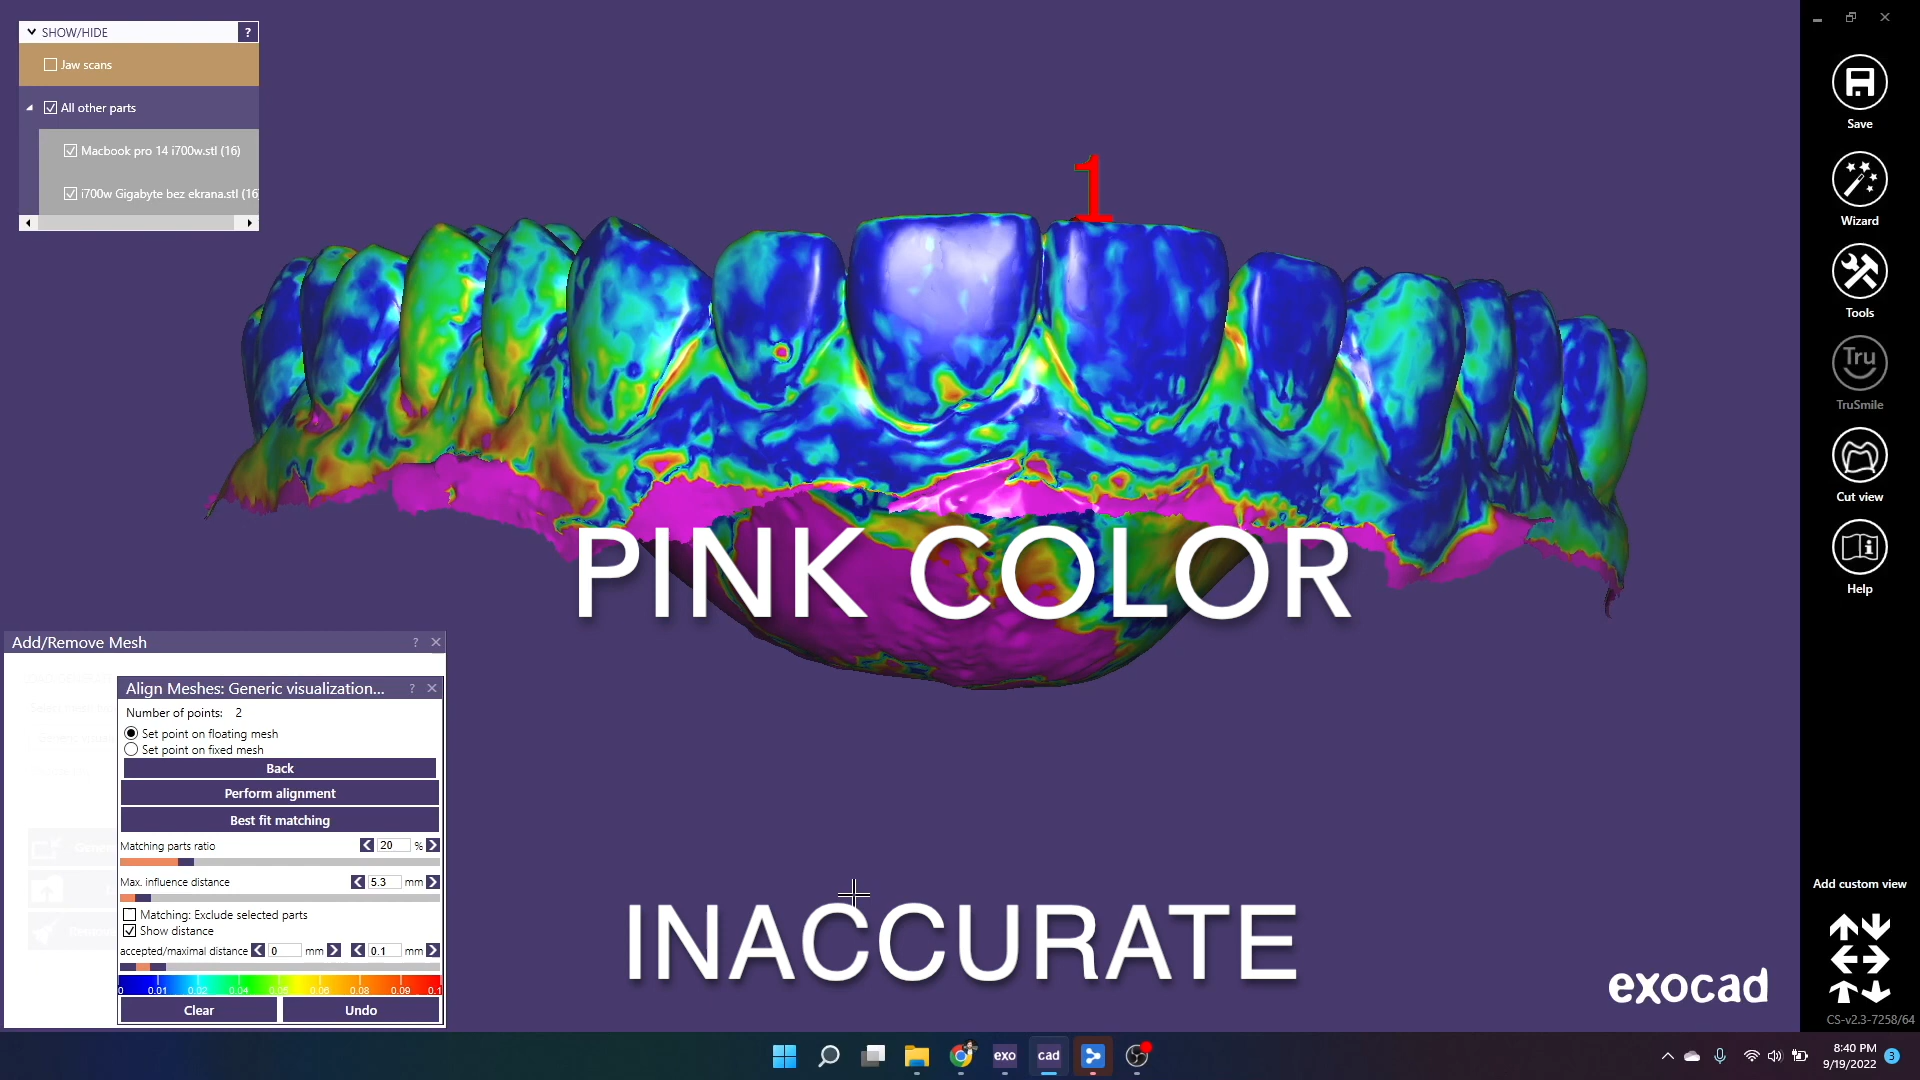 SHOW/HIDE
?
Jaw scans
All other parts
Macbook pro 14 i700w.stl (16)
i700w Gigabyte bez ekrana.stl (16
1
PINK COLOR
INACCURATE
Add/Remove Mesh
?
Align Meshes: Generic visualization...
?
Number of points: 2
Set point on floating mesh
Set point on fixed mesh
Back
Perform alignment
Best fit matching
Matching parts ratio 20 %
Max. influence distance 5.3 mm
Matching: Exclude selected parts
Show distance
accepted/maximal distance 0 mm 0.1 mm
0 0.01 0.02 0.04 0.05 0.06 0.08 0.09 0.1
Clear Undo
Save
Wizard
Tools
Tru
TruSmile
Cut view
Help
Add custom view
exocad
CS-v2.3-7258/64
exo
cad
8:40 PM
9/19/2022
3